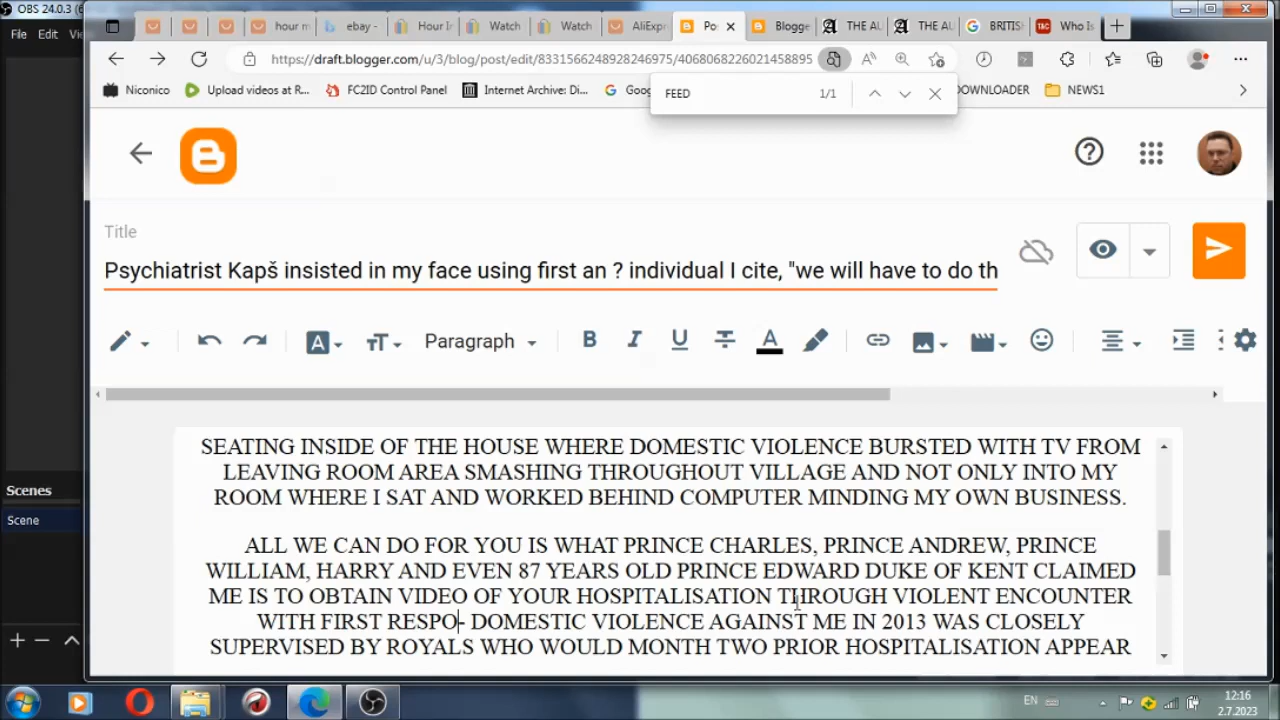 OBS 24.0.3 (6
File Edit Vi
hour m
ebay -
Hour I
Watch
Watch
AliExpr
Po
Blogge
THE AU
THE AU
BRITISH
Who Is
https://draft.blogger.com/u/3/blog/post/edit/8331566248928246975/4068068226021458895
Niconico
Upload videos at R...
FC2ID Control Panel
Internet Archive: Di...
Goog
FEED 1/1
OWNLOADER
NEWS1
Title
Psychiatrist Kapš insisted in my face using first an ? individual I cite, "we will have to do th
Paragraph
SEATING INSIDE OF THE HOUSE WHERE DOMESTIC VIOLENCE BURSTED WITH TV FROM
LEAVING ROOM AREA SMASHING THROUGHOUT VILLAGE AND NOT ONLY INTO MY
ROOM WHERE I SAT AND WORKED BEHIND COMPUTER MINDING MY OWN BUSINESS.
ALL WE CAN DO FOR YOU IS WHAT PRINCE CHARLES, PRINCE ANDREW, PRINCE
WILLIAM, HARRY AND EVEN 87 YEARS OLD PRINCE EDWARD DUKE OF KENT CLAIMED
ME IS TO OBTAIN VIDEO OF YOUR HOSPITALISATION THROUGH VIOLENT ENCOUNTER
WITH FIRST RESPO- DOMESTIC VIOLENCE AGAINST ME IN 2013 WAS CLOSELY
SUPERVISED BY ROYALS WHO WOULD MONTH TWO PRIOR HOSPITALISATION APPEAR
Scenes
Scene
EN
12:16
2.7.2023